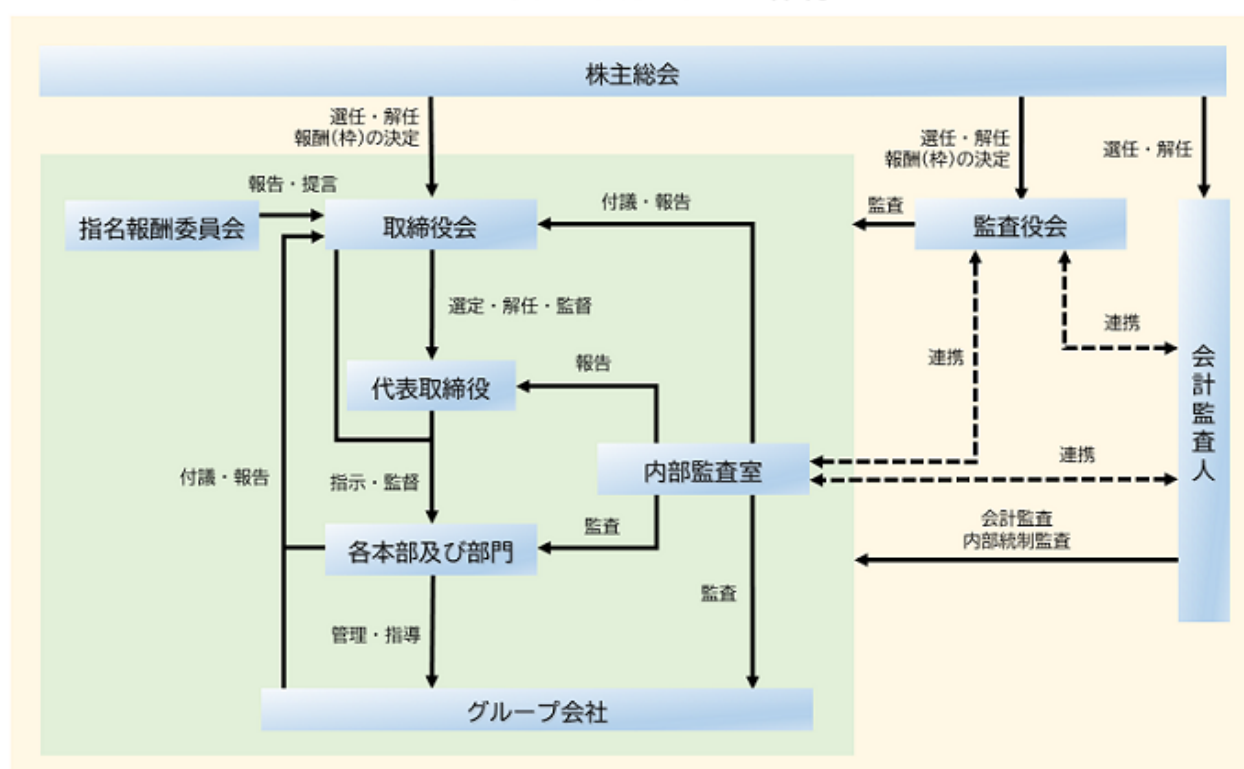 株主総会
選任・解任
報酬(枠)の決定
選任・解任
報酬(枠)の決定
選任・解任
報告・提言
付議・報告
監査
指名報酬委員会
取締役会
監査役会
選定・解任・監督
連携
連携
報告
代表取締役
会計監査人
内部監査室
連携
付議・報告
指示・監督
監査
会計監査
内部統制監査
各本部及び部門
監査
管理・指導
グループ会社